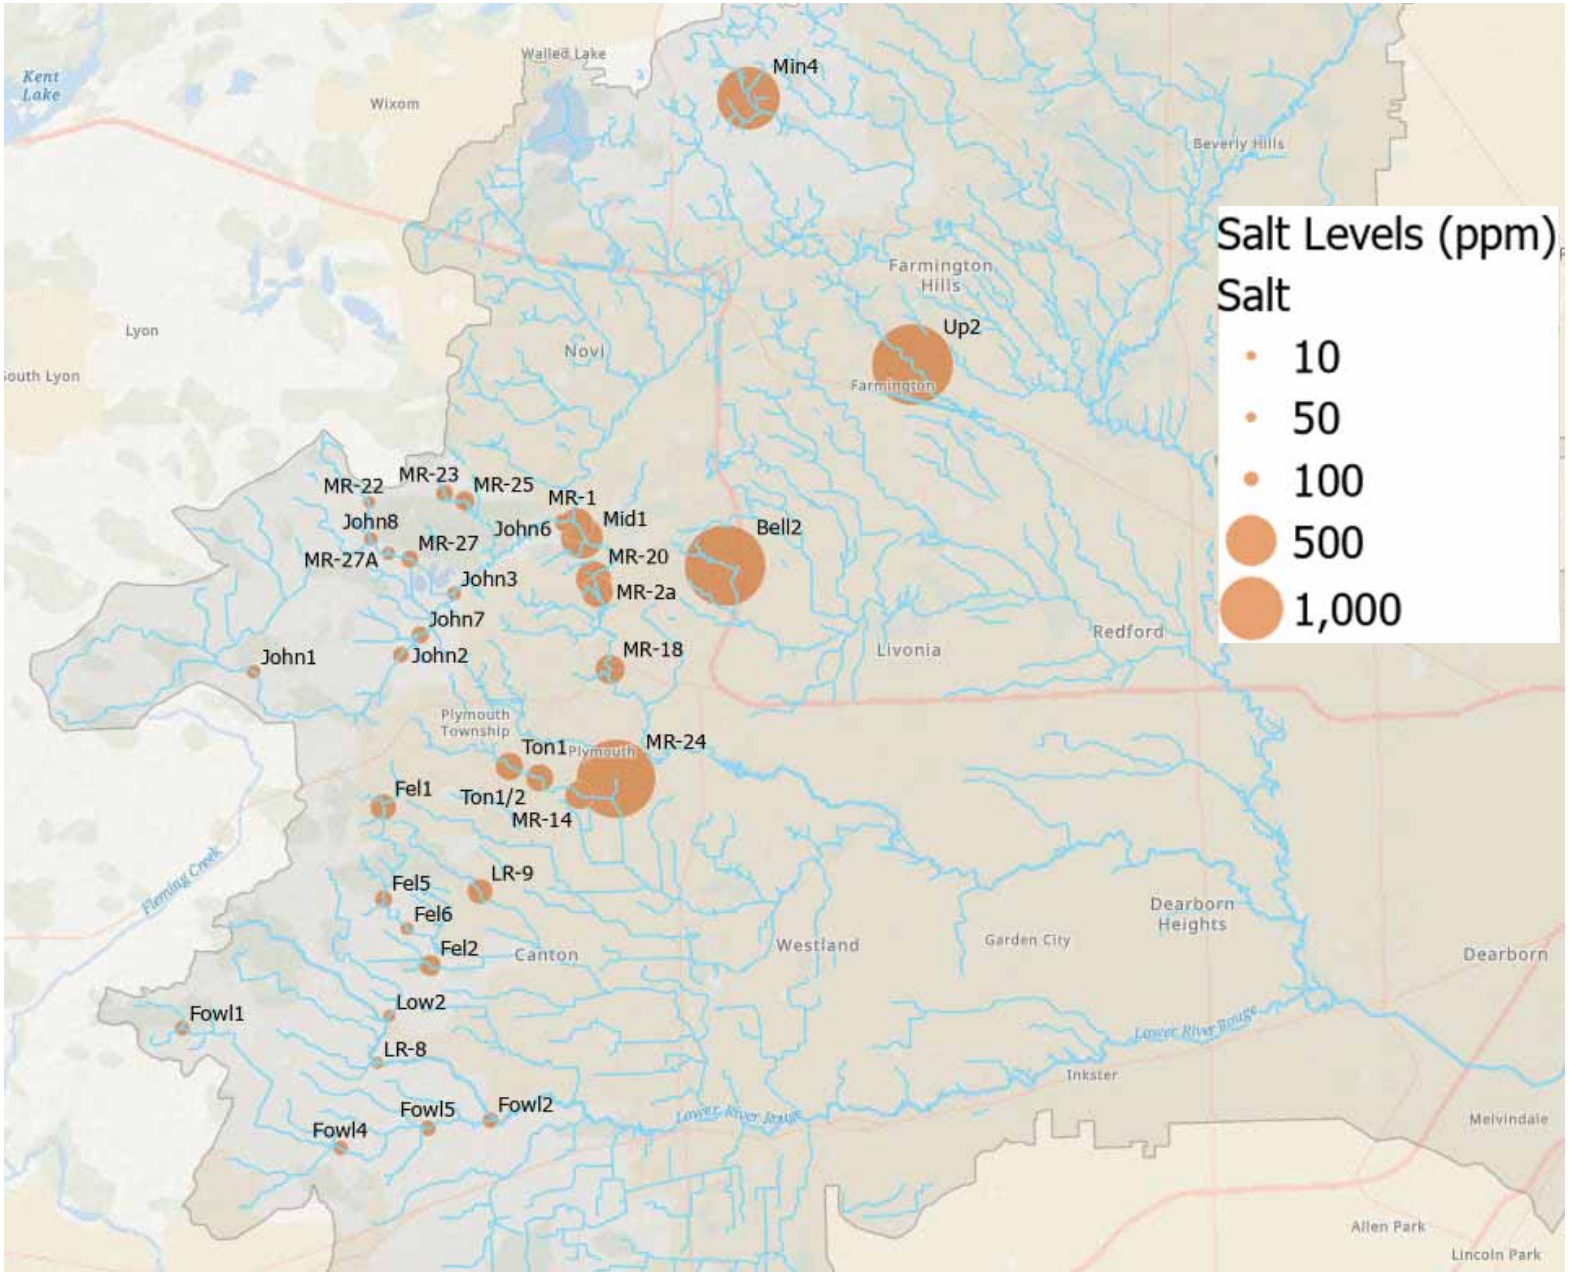 Walled Lake
Min4
Kent
Lake
Wixom
Beverly Hills
Salt Levels (ppm)
Salt
10
50
100
500
1,000
Farmington
Hills
Lyon
Up2
Novi
South Lyon
Farmington
MR-23
MR-22
MR-25
MR-1
John8
John6
Mid1
Bell2
MR-27
MR-27A
MR-20
John3
MR-2a
John7
Redford
John1
John2
MR-18
Livonia
Plymouth
Township
Ton1
Plymouth
MR-24
Fel1
Ton1/2
MR-14
Fleming Creek
LR-9
Fel5
Fel6
Dearborn
Heights
Fel2
Canton
Westland
Garden City
Dearborn
Low2
Fowl1
Lower River Rouge
LR-8
Inkster
Fowl5
Fowl2
Lower River Rouge
Fowl4
Melvindale
Allen Park
Lincoln Park